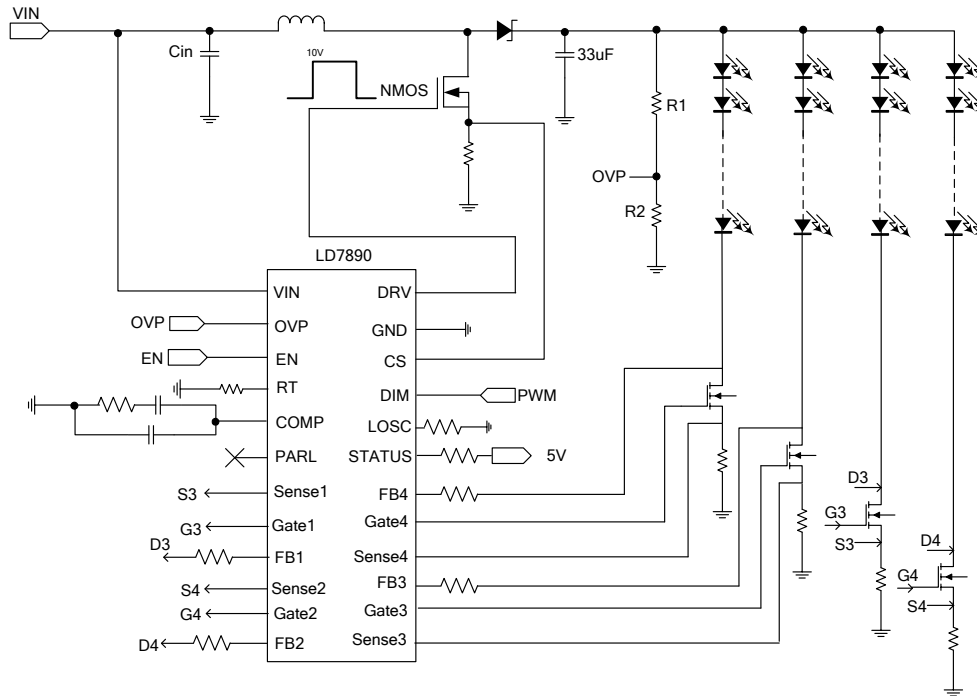 VIN
Cin
10V
NMOS
33uF
R1
OVP
R2
LD7890
VIN
DRV
OVP
OVP
GND
EN
EN
CS
RT
DIM
PWM
COMP
LOSC
PARL
STATUS
5V
S3
Sense1
FB4
G3
Gate1
Gate4
D3
FB1
Sense4
S4
Sense2
FB3
G4
Gate2
Gate3
D4
FB2
Sense3
D3
G3
S3
D4
G4
S4